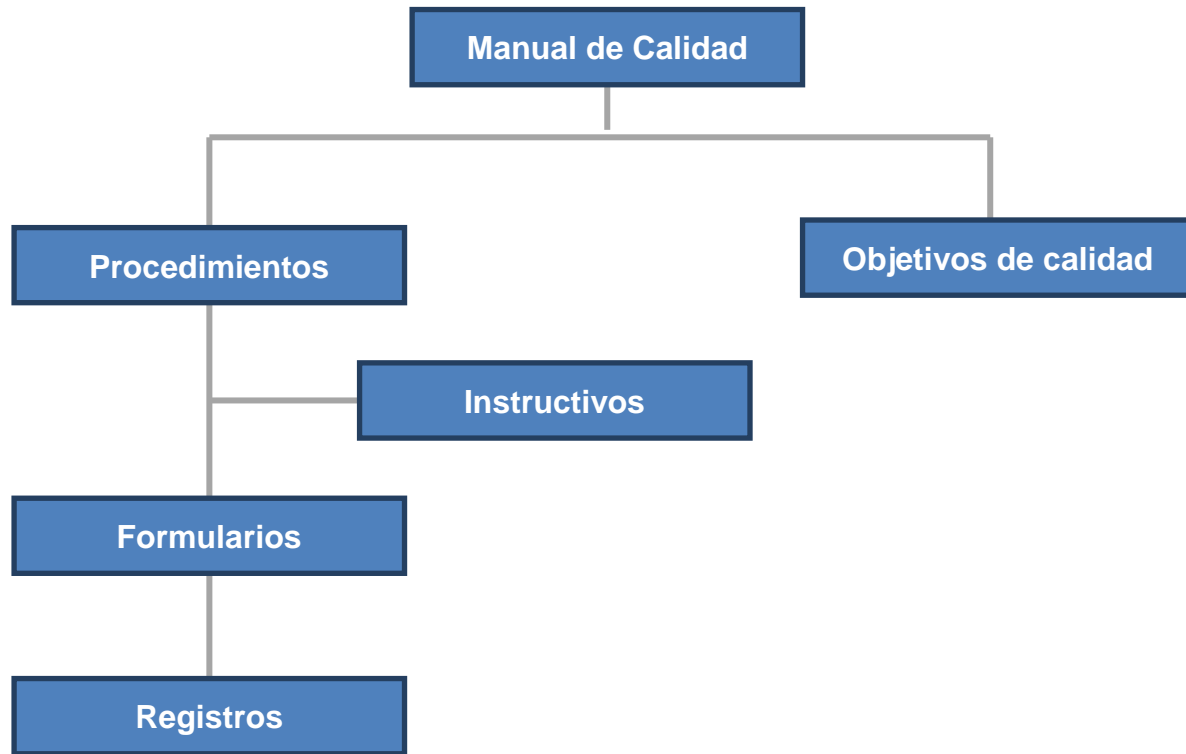 Manual de Calidad
Procedimientos
Objetivos de calidad
Instructivos
Formularios
Registros